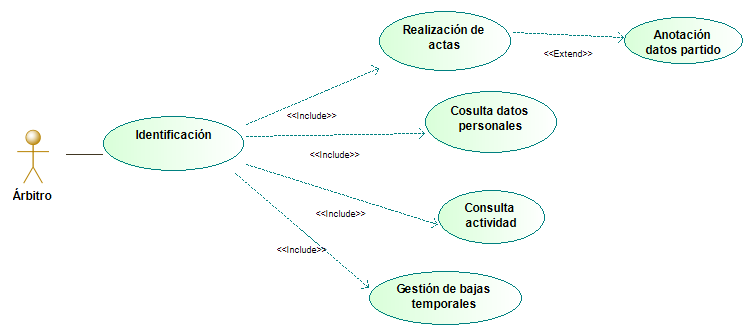 Realización de
actas
<<Extend>>
Anotación
datos partido
<<Include>>
Cosulta datos
personales
Identificación
<<Include>>
Árbitro
Consulta
actividad
<<Include>>
<<Include>>
Gestión de bajas
temporales